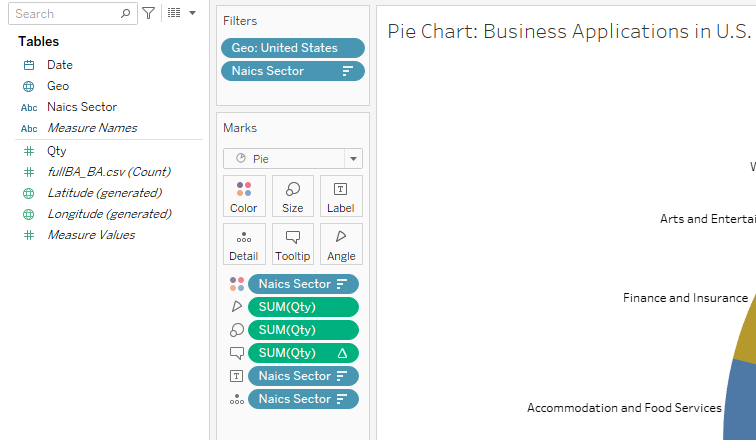 Search
Tables
Date
Geo
Abc Naics Sector
Abc Measure Names
# Qty
# fullBA_BA.csv (Count)
Latitude (generated)
Longitude (generated)
# Measure Values
Filters
Geo: United States
Naics Sector
Marks
Pie
Color Size Label
Detail Tooltip Angle
Naics Sector
SUM(Qty)
SUM(Qty)
SUM(Qty) Δ
Naics Sector
Naics Sector
Pie Chart: Business Applications in U.S.
W
Arts and Entertai
Finance and Insurance
Accommodation and Food Services